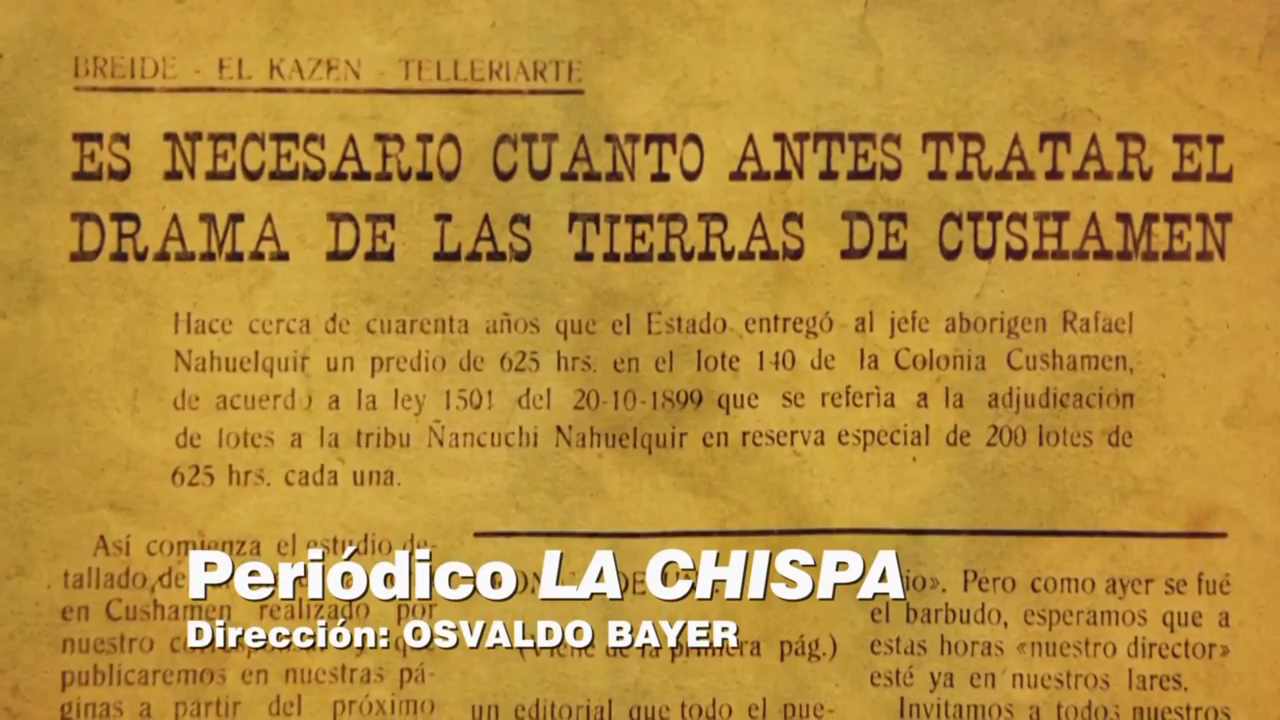 BREIDE - EL KAZEN - TELLERIARTE
ES NECESARIO CUANTO ANTES TRATAR EL
DRAMA DE LAS TIERRAS DE CUSHAMEN
Hace cerca de cuarenta años que el Estado entregó al jefe aborigen Rafael
Nahuelquir un predio de 625 hrs. en el lote 140 de la Colonia Cushamen,
de acuerdo a la ley 1501 del 20-10-1899 que se referìa a la adjudicación
de lotes a la tribu Ñancuchi Nahuelquir en reserva especial de 200 lotes de
625 hrs. cada una.
Así comienza el estudio de-
tallado, de
en Cushamen realizado por
nuestro
publicaremos en nuestras pá-
ginas a partir del próximo
(Viene de la primera pág.)
un editorial que todo el pue-
io». Pero como ayer se fué
el barbudo, esperamos que a
estas horas «nuestro director»
esté ya en nuestros lares.
Invitamos a todos nuestros
Periódico LA CHISPA
Dirección: OSVALDO BAYER